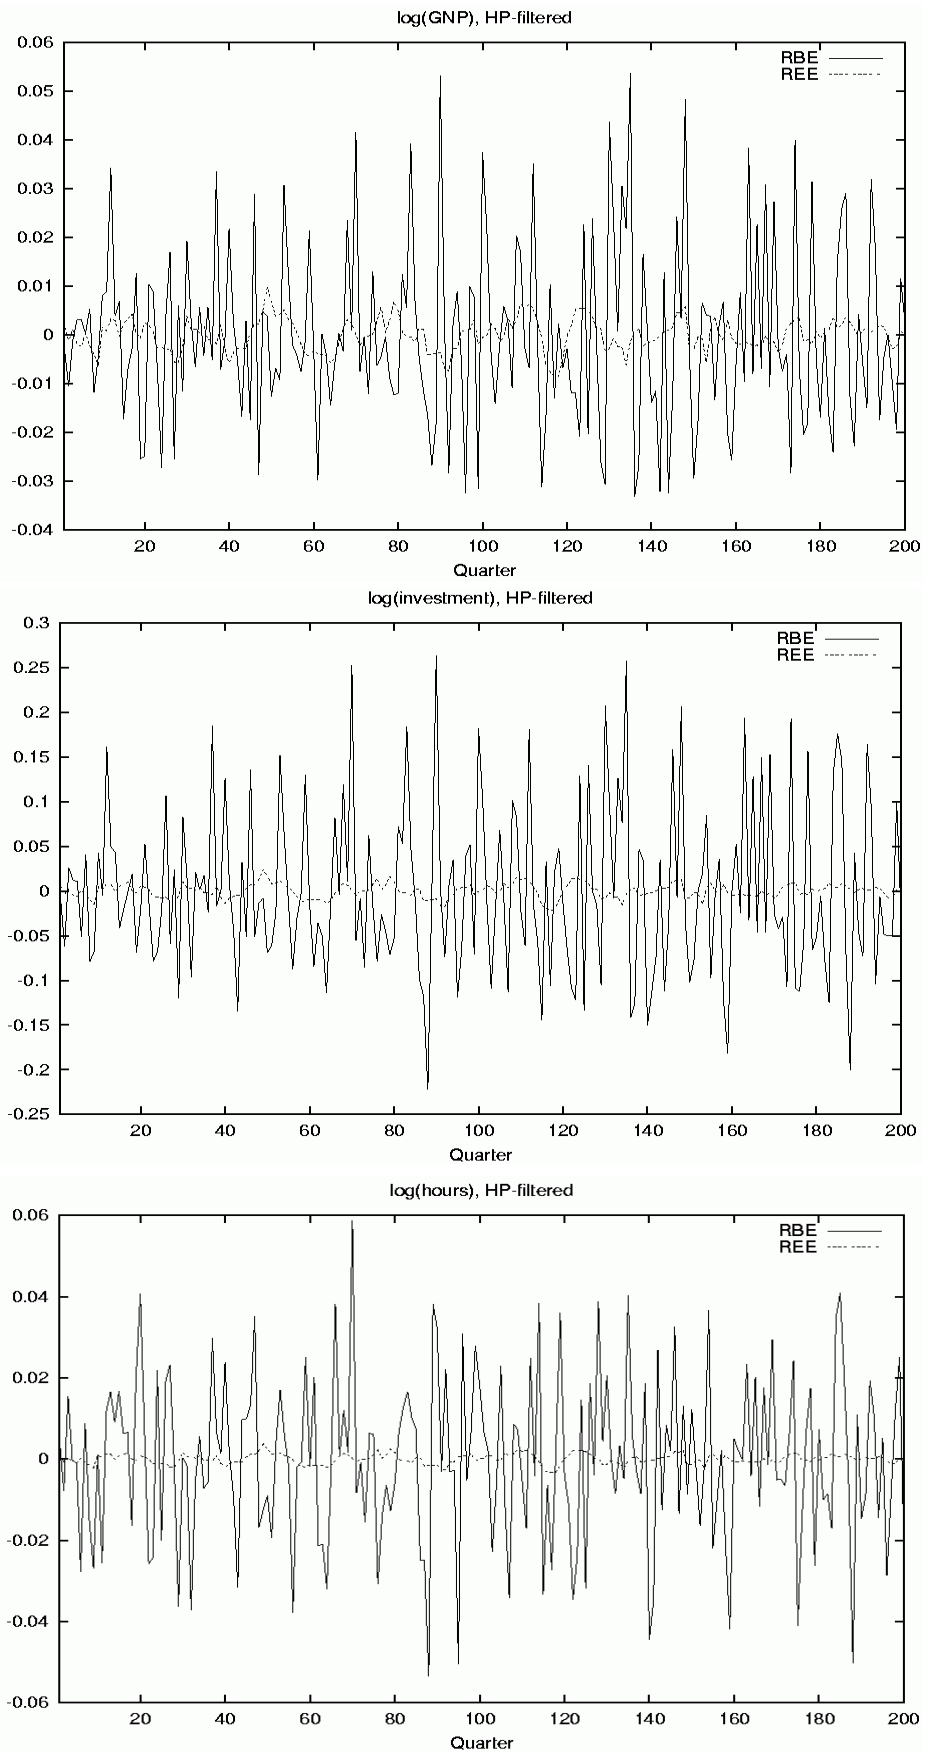 log(GNP), HP-filtered
0.06
RBE
REE
0.05
0.04
0.03
0.02
0.01
0
-0.01
-0.02
-0.03
-0.04
20 40 60 80 100 120 140 160 180 200
Quarter
log(investment), HP-filtered
0.3
RBE
REE
0.25
0.2
0.15
0.1
0.05
0
-0.05
-0.1
-0.15
-0.2
-0.25
20 40 60 80 100 120 140 160 180 200
Quarter
log(hours), HP-filtered
0.06
RBE
REE
0.04
0.02
0
-0.02
-0.04
-0.06
20 40 60 80 100 120 140 160 180 200
Quarter